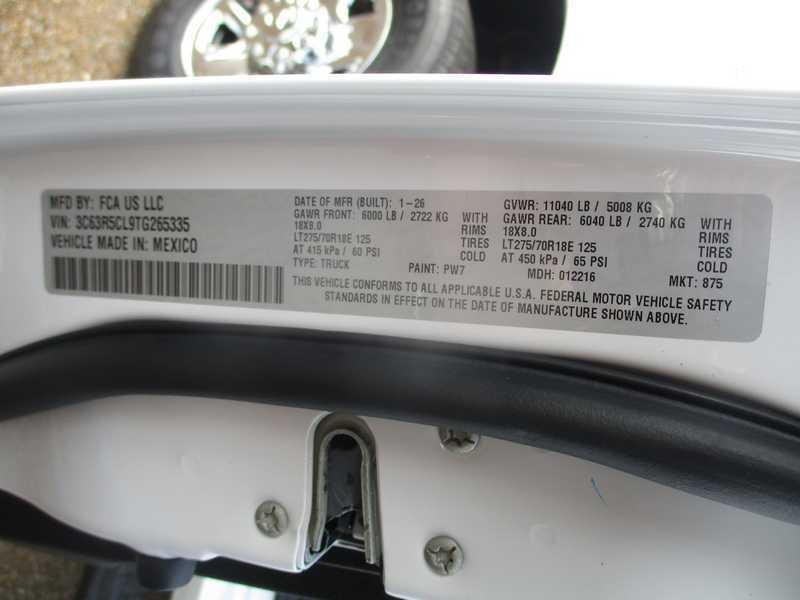 MFD BY: FCA US LLC
VIN: 3C63R5CL9TG265335
VEHICLE MADE IN: MEXICO
DATE OF MFR (BUILT): 1-26
GAWR FRONT: 6000 LB / 2722 KG WITH
18X8.0 RIMS
LT275/70R18E 125 TIRES
AT 415 kPa / 60 PSI COLD
TYPE: TRUCK PAINT: PW7
GVWR: 11040 LB / 5008 KG
GAWR REAR: 6040 LB / 2740 KG WITH
18X8.0 RIMS
LT275/70R18E 125 TIRES
AT 450 kPa / 65 PSI COLD
MDH: 012216 MKT: 875
THIS VEHICLE CONFORMS TO ALL APPLICABLE U.S.A. FEDERAL MOTOR VEHICLE SAFETY
STANDARDS IN EFFECT ON THE DATE OF MANUFACTURE SHOWN ABOVE.